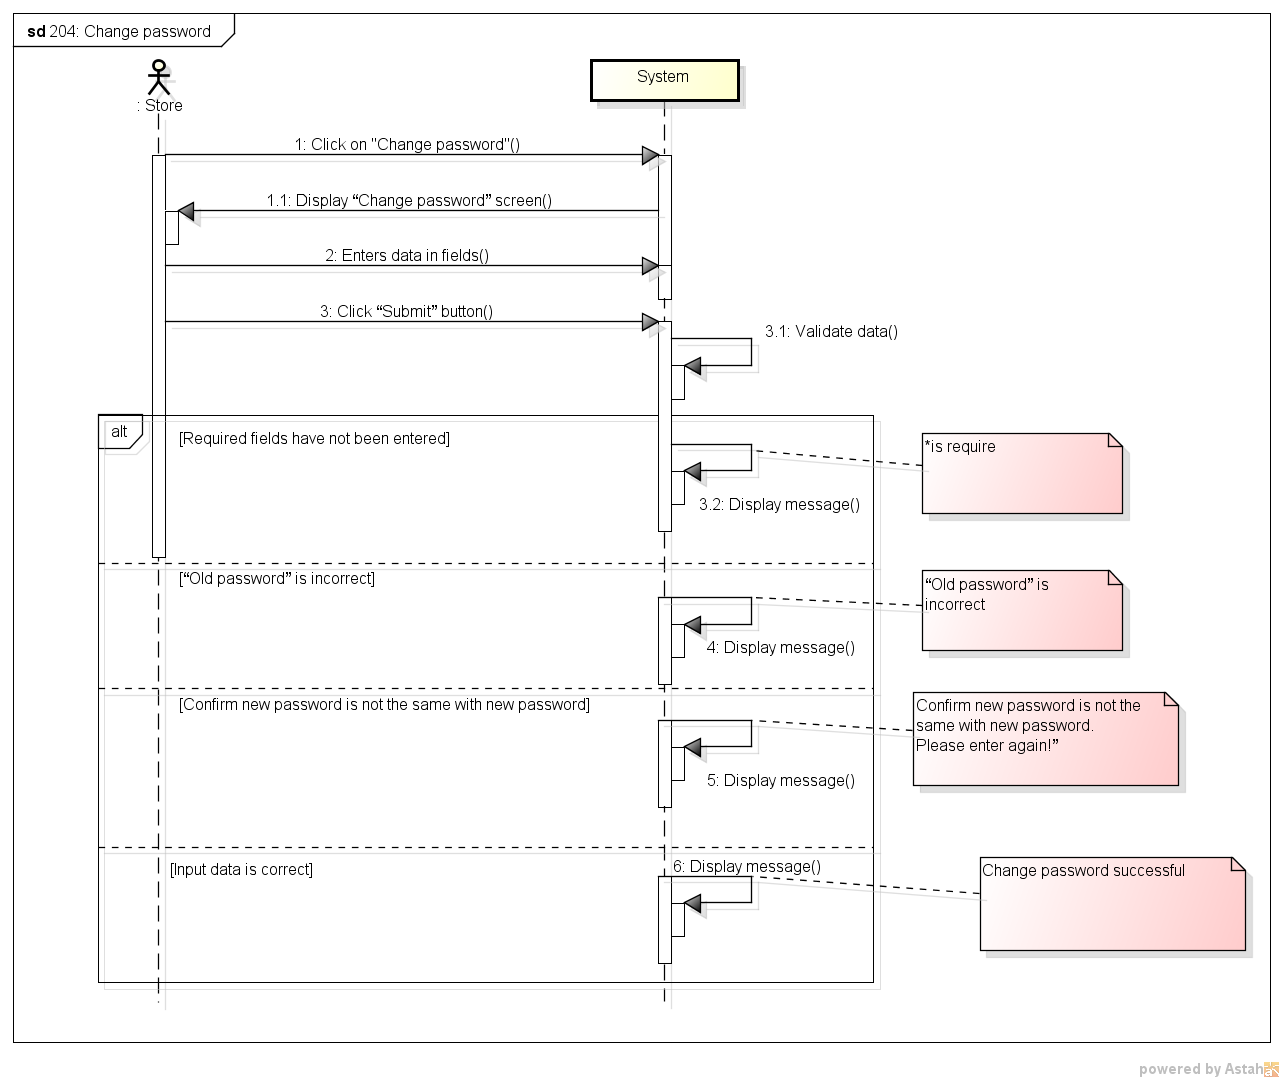 sd 204: Change password
: Store
System
1: Click on "Change password"()
1.1: Display “Change password” screen()
2: Enters data in fields()
3: Click “Submit” button()
3.1: Validate data()
alt
[Required fields have not been entered]
*is require
3.2: Display message()
[“Old password” is incorrect]
“Old password” is
incorrect
4: Display message()
[Confirm new password is not the same with new password]
Confirm new password is not the
same with new password.
Please enter again!”
5: Display message()
[Input data is correct]
6: Display message()
Change password successful
powered by Astah